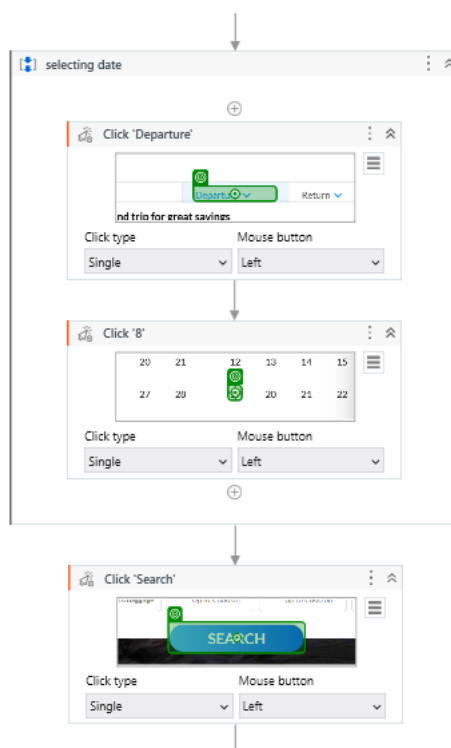 selecting date
Click 'Departure'
Departure Return
nd trip for great savings
Click type Mouse button
Single Left
Click '8'
20 21 12 13 14 15
27 28 20 21 22
Click type Mouse button
Single Left
Click 'Search'
SEARCH
Click type Mouse button
Single Left